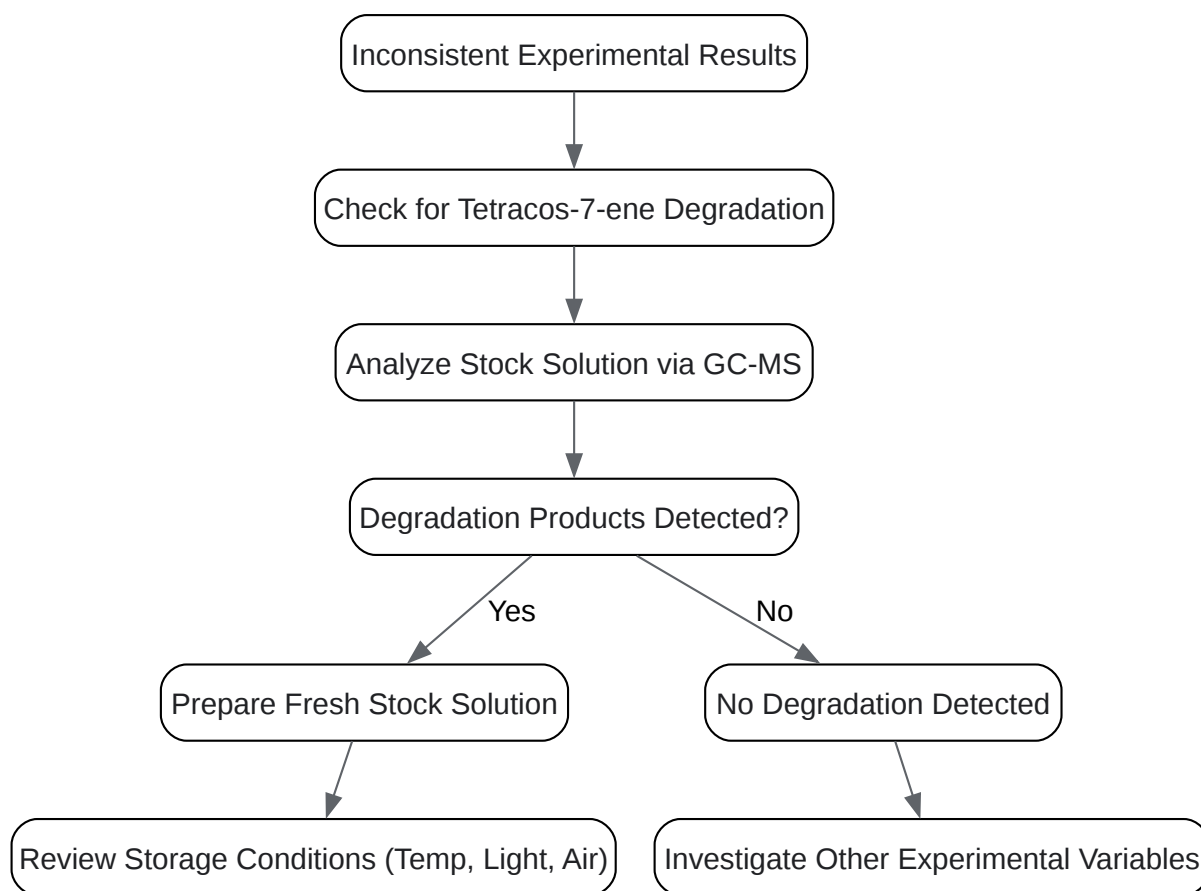 Inconsistent Experimental Results
Check for Tetracos-7-ene Degradation
Analyze Stock Solution via GC-MS
Degradation Products Detected?
Yes
No
Prepare Fresh Stock Solution
No Degradation Detected
Review Storage Conditions (Temp, Light, Air)
Investigate Other Experimental Variables